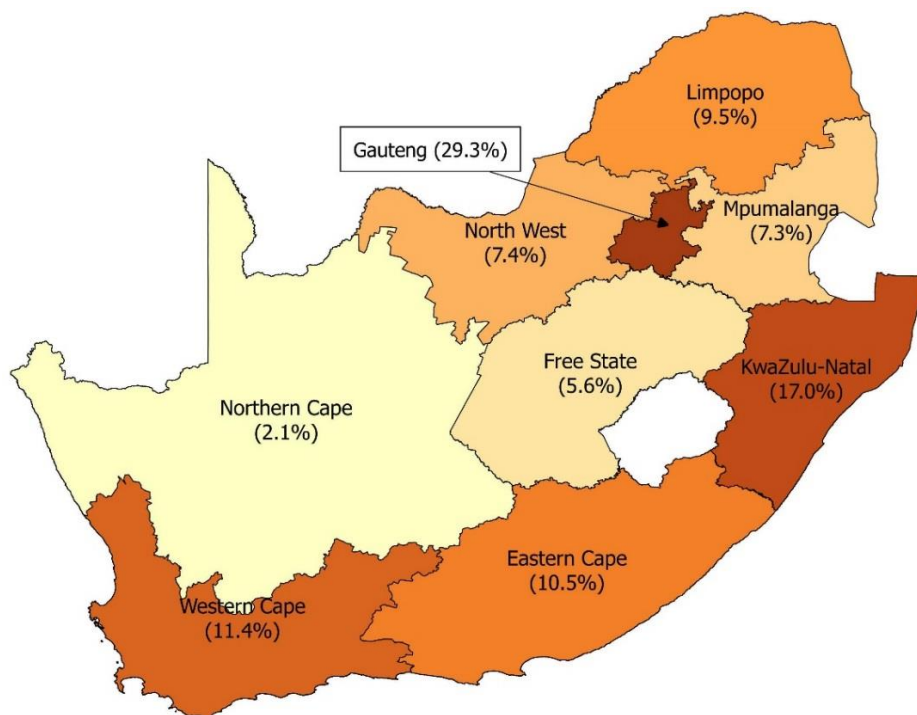 Limpopo
(9.5%)
Gauteng (29.3%)
Mpumalanga
(7.3%)
North West
(7.4%)
Free State
(5.6%)
KwaZulu-Natal
(17.0%)
Northern Cape
(2.1%)
Eastern Cape
(10.5%)
Western Cape
(11.4%)